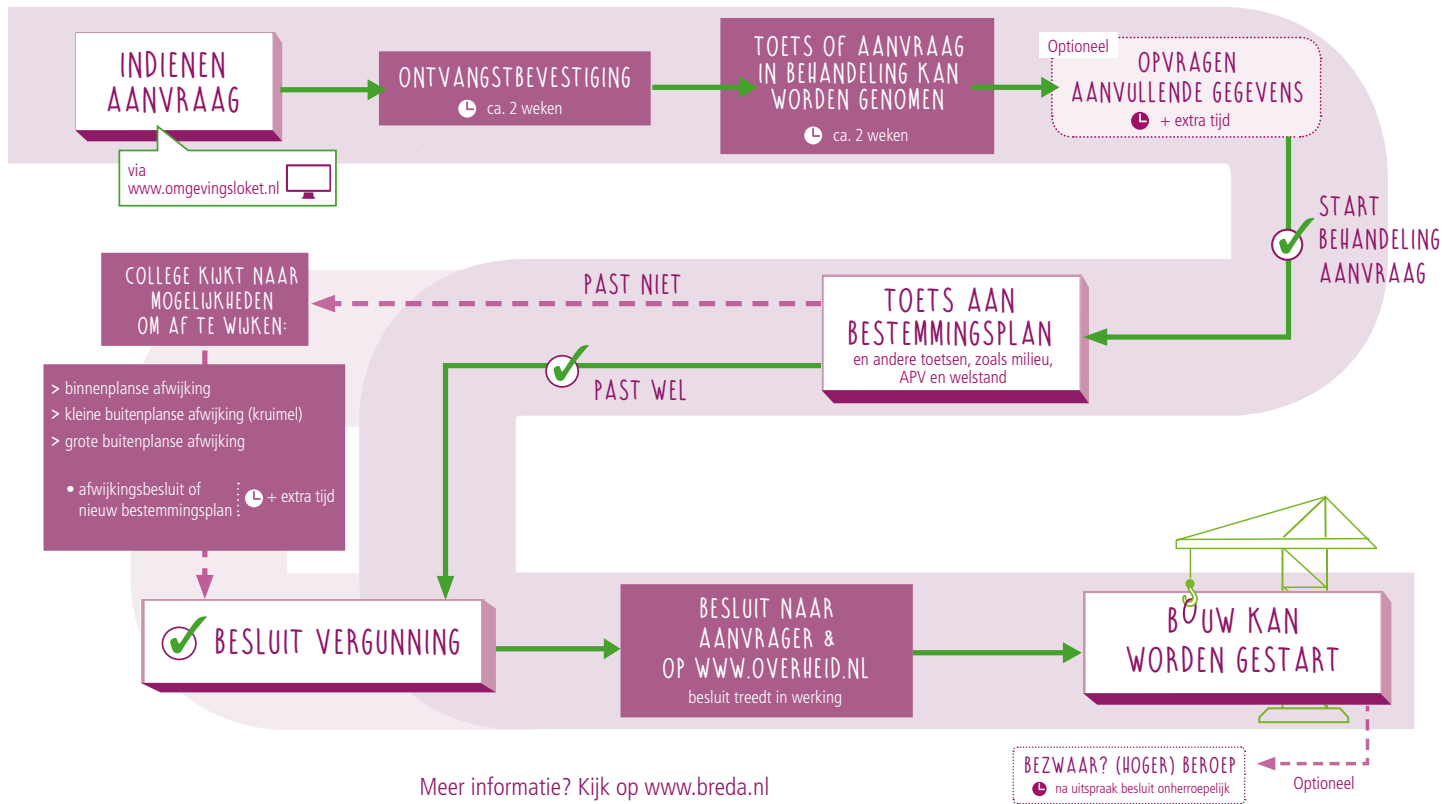 INDIENEN
AANVRAAG
via
www.omgevingsloket.nl
ONTVANGSTBEVESTIGING
ca. 2 weken
TOETS OF AANVRAAG
IN BEHANDELING KAN
WORDEN GENOMEN
ca. 2 weken
Optioneel
OPVRAGEN
AANVULLENDE GEGEVENS
+ extra tijd
START
BEHANDELING
AANVRAAG
TOETS AAN
BESTEMMINGSPLAN
en andere toetsen, zoals milieu,
APV en welstand
PAST NIET
PAST WEL
COLLEGE KIJKT NAAR
MOGELIJKHEDEN
OM AF TE WIJKEN:
> binnenplanse afwijking
> kleine buitenplanse afwijking (kruimel)
> grote buitenplanse afwijking
• afwijkingsbesluit of
nieuw bestemmingsplan
+ extra tijd
BESLUIT VERGUNNING
BESLUIT NAAR
AANVRAGER &
OP WWW.OVERHEID.NL
besluit treedt in werking
BOUW KAN
WORDEN GESTART
Optioneel
BEZWAAR? (HOGER) BEROEP
na uitspraak besluit onherroepelijk
Meer informatie? Kijk op www.breda.nl